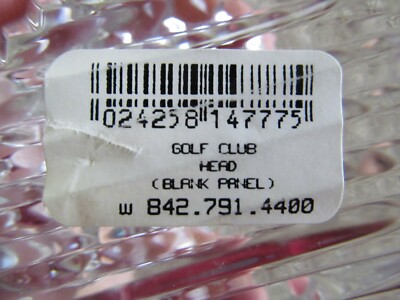 024258 147775
GOLF CLUB
HEAD
(BLANK PANEL)
W 842.791.4400